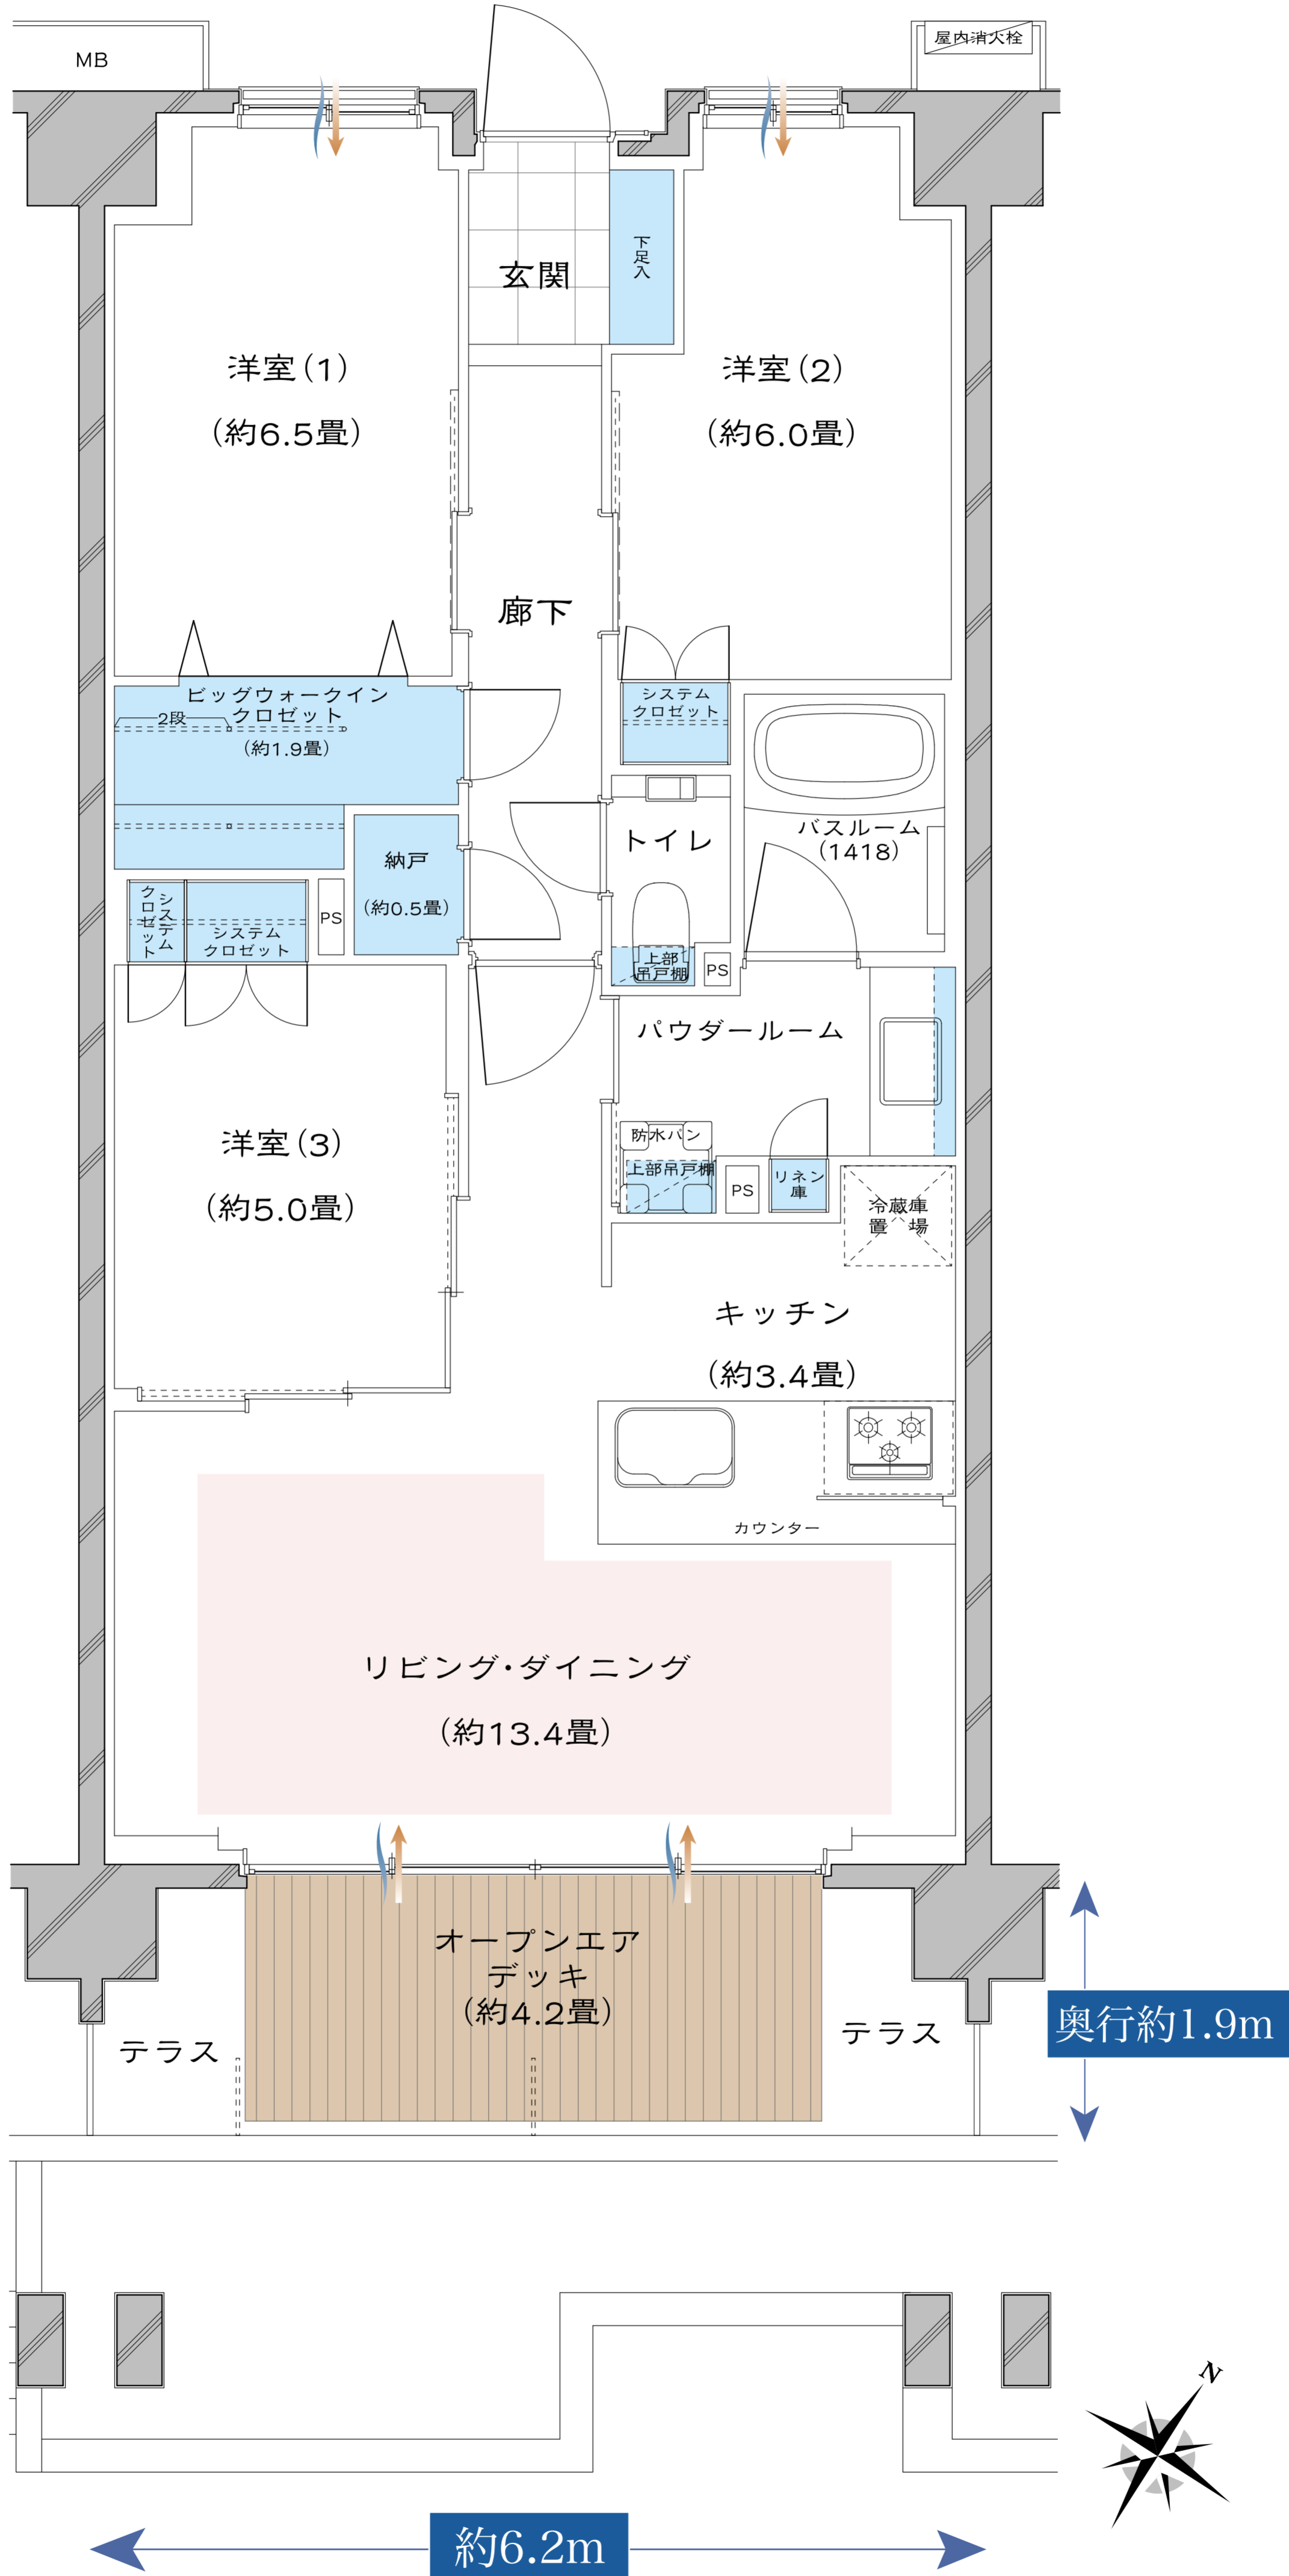 MB
屋内消火栓
玄関
下足入
洋室(1)
(約6.5畳)
洋室(2)
(約6.0畳)
廊下
ビッグウォークイン
クロゼット
2段
(約1.9畳)
システム
クロゼット
納戸
(約0.5畳)
トイレ
バスルーム
(1418)
システム
クロゼット
システム
クロゼット
PS
上部
吊戸棚
PS
パウダールーム
防水パン
上部吊戸棚
PS
リネン
庫
冷蔵庫
置場
洋室(3)
(約5.0畳)
キッチン
(約3.4畳)
カウンター
リビング・ダイニング
(約13.4畳)
オープンエア
デッキ
(約4.2畳)
テラス
テラス
奥行約1.9m
N
約6.2m